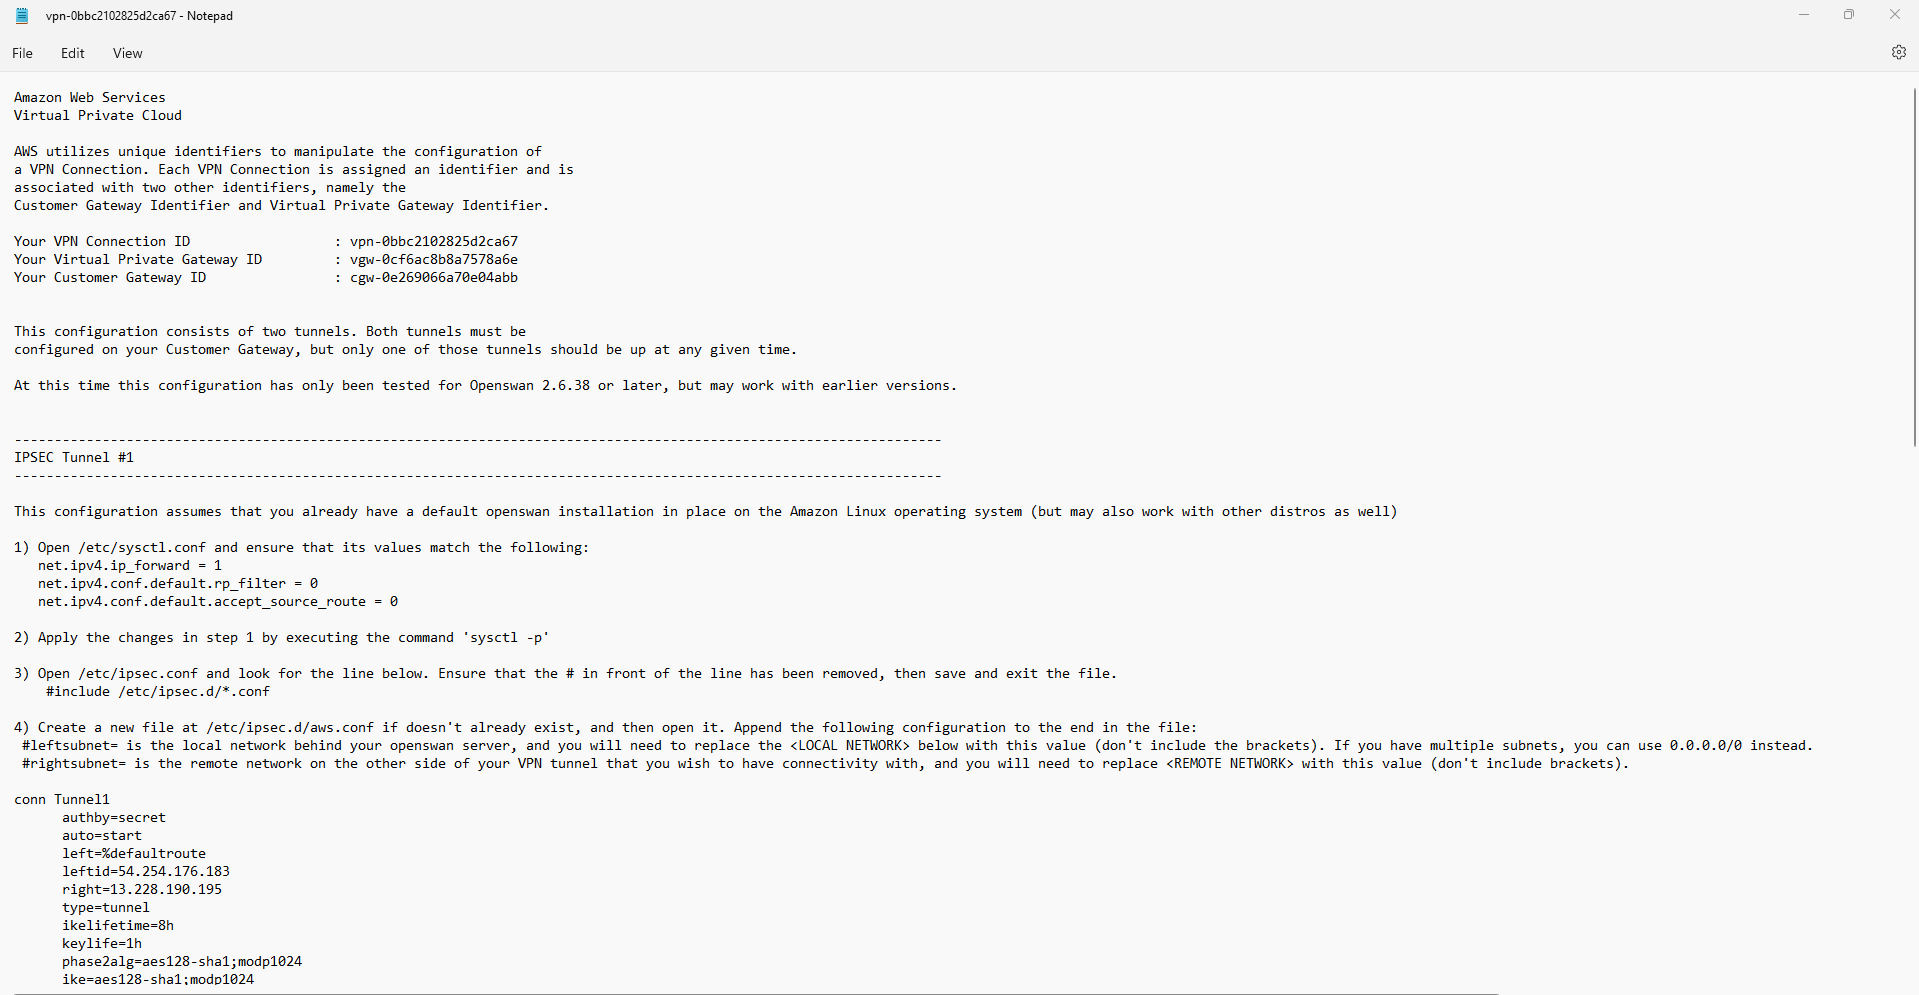 vpn-0bbc2102825d2ca67 - Notepad
File Edit View
Amazon Web Services
Virtual Private Cloud
AWS utilizes unique identifiers to manipulate the configuration of
a VPN Connection. Each VPN Connection is assigned an identifier and is
associated with two other identifiers, namely the
Customer Gateway Identifier and Virtual Private Gateway Identifier.
Your VPN Connection ID : vpn-0bbc2102825d2ca67
Your Virtual Private Gateway ID : vgw-0cf6ac8b8a7578a6e
Your Customer Gateway ID : cgw-0e269066a70e04abb
This configuration consists of two tunnels. Both tunnels must be
configured on your Customer Gateway, but only one of those tunnels should be up at any given time.
At this time this configuration has only been tested for Openswan 2.6.38 or later, but may work with earlier versions.
--------------------------------------------------------------------------------------------------------------------
IPSEC Tunnel #1
--------------------------------------------------------------------------------------------------------------------
This configuration assumes that you already have a default openswan installation in place on the Amazon Linux operating system (but may also work with other distros as well)
1) Open /etc/sysctl.conf and ensure that its values match the following:
net.ipv4.ip_forward = 1
net.ipv4.conf.default.rp_filter = 0
net.ipv4.conf.default.accept_source_route = 0
2) Apply the changes in step 1 by executing the command 'sysctl -p'
3) Open /etc/ipsec.conf and look for the line below. Ensure that the # in front of the line has been removed, then save and exit the file.
#include /etc/ipsec.d/*.conf
4) Create a new file at /etc/ipsec.d/aws.conf if doesn't already exist, and then open it. Append the following configuration to the end in the file:
#leftsubnet= is the local network behind your openswan server, and you will need to replace the <LOCAL NETWORK> below with this value (don't include the brackets). If you have multiple subnets, you can use 0.0.0.0/0 instead.
#rightsubnet= is the remote network on the other side of your VPN tunnel that you wish to have connectivity with, and you will need to replace <REMOTE NETWORK> with this value (don't include brackets).
conn Tunnel1
authby=secret
auto=start
left=%defaultroute
leftid=54.254.176.183
right=13.228.190.195
type=tunnel
ikelifetime=8h
keylife=1h
phase2alg=aes128-sha1;modp1024
ike=aes128-sha1;modp1024